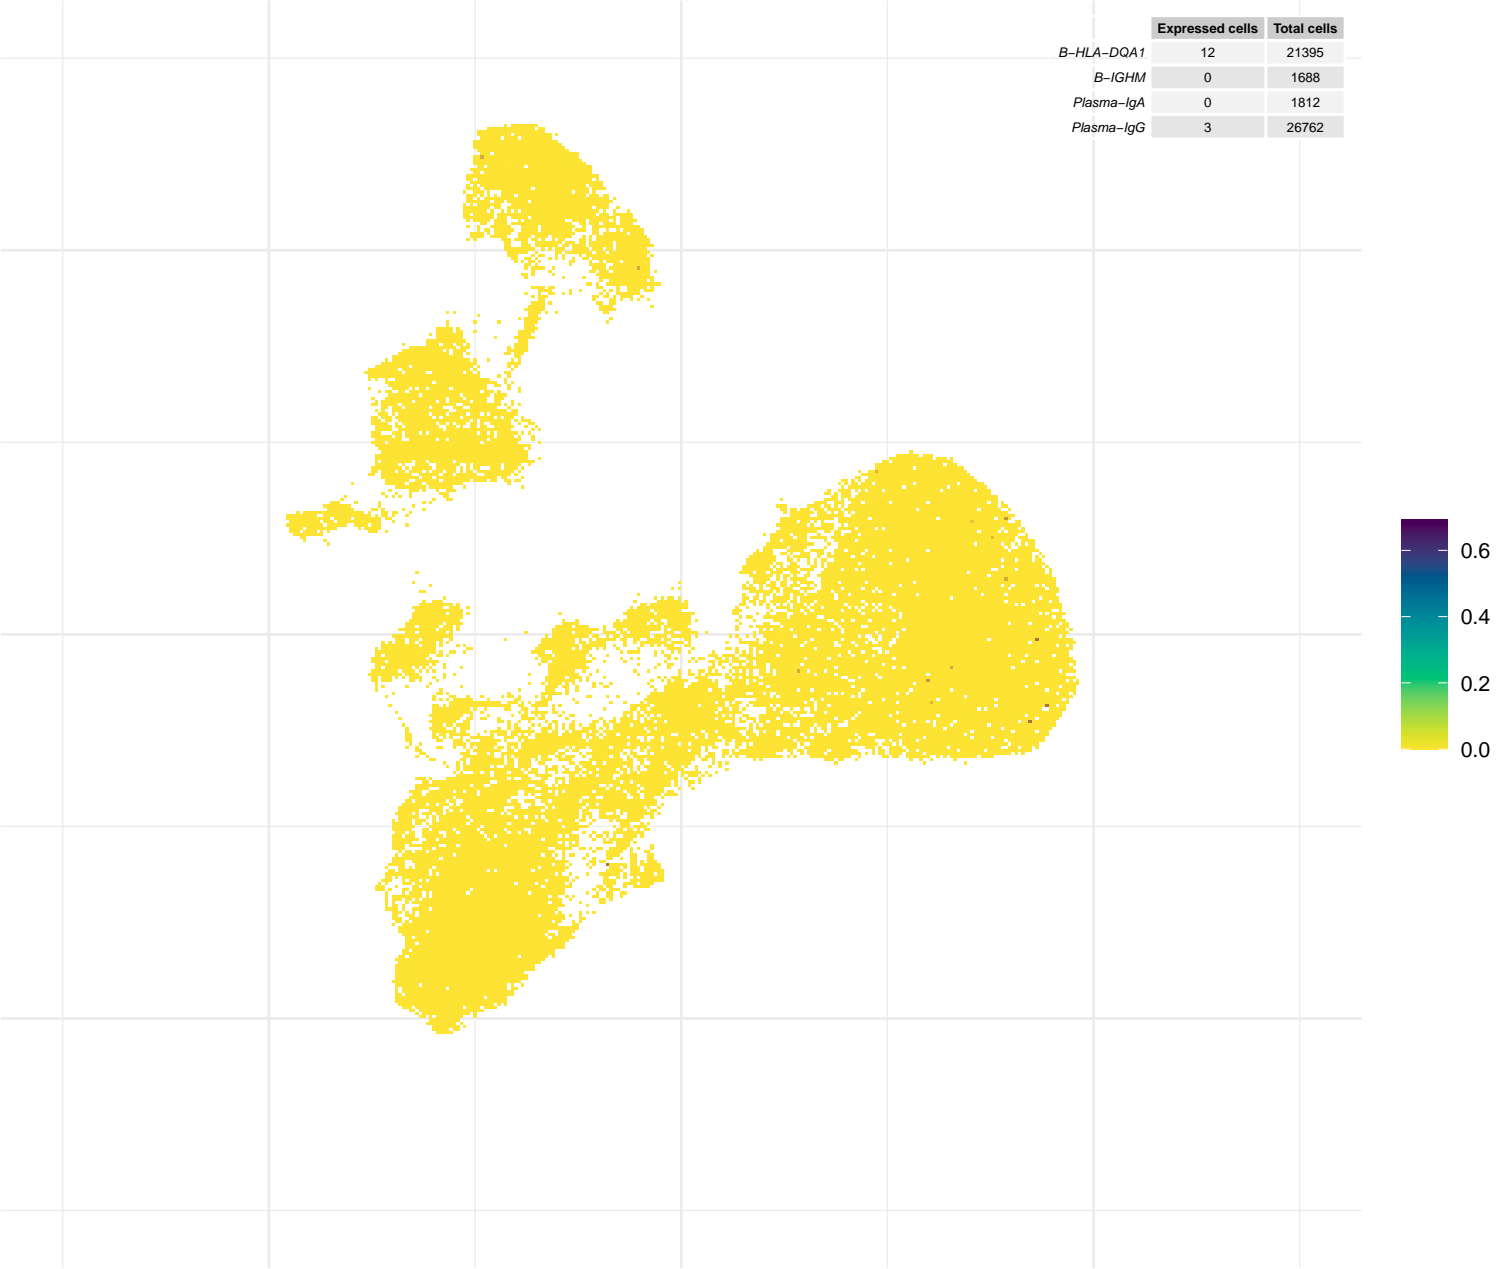 Expressed cells Total cells
B−HLA−DQA1 12 21395
B−IGHM 0 1688
Plasma−IgA 0 1812
Plasma−IgG 3 26762
0.6
0.4
0.2
0.0